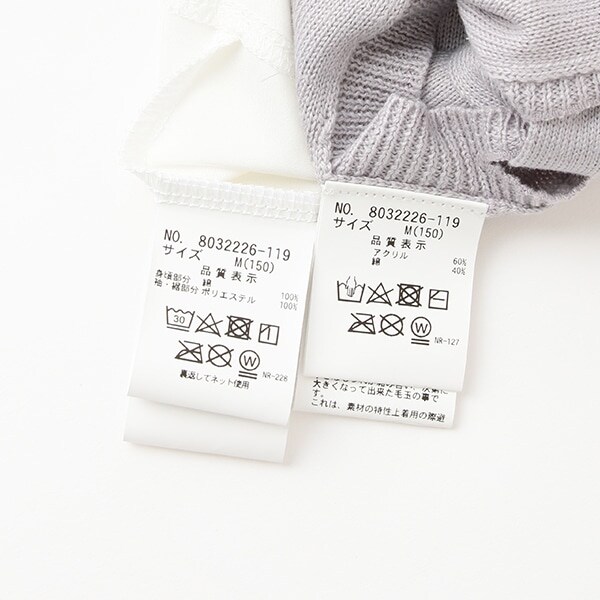 NO. 8032226-119
サイズ M(150)
品質表示
身頃部分 綿 100%
袖・裾部分 ポリエステル 100%
30
W
NR-228
裏返してネット使用
NO. 8032226-119
サイズ M(150)
品質表示
アクリル 60%
綿 40%
W
NR-127
大きくなって出来た毛玉の事で
す。
これは、素材の特性上着用の際避